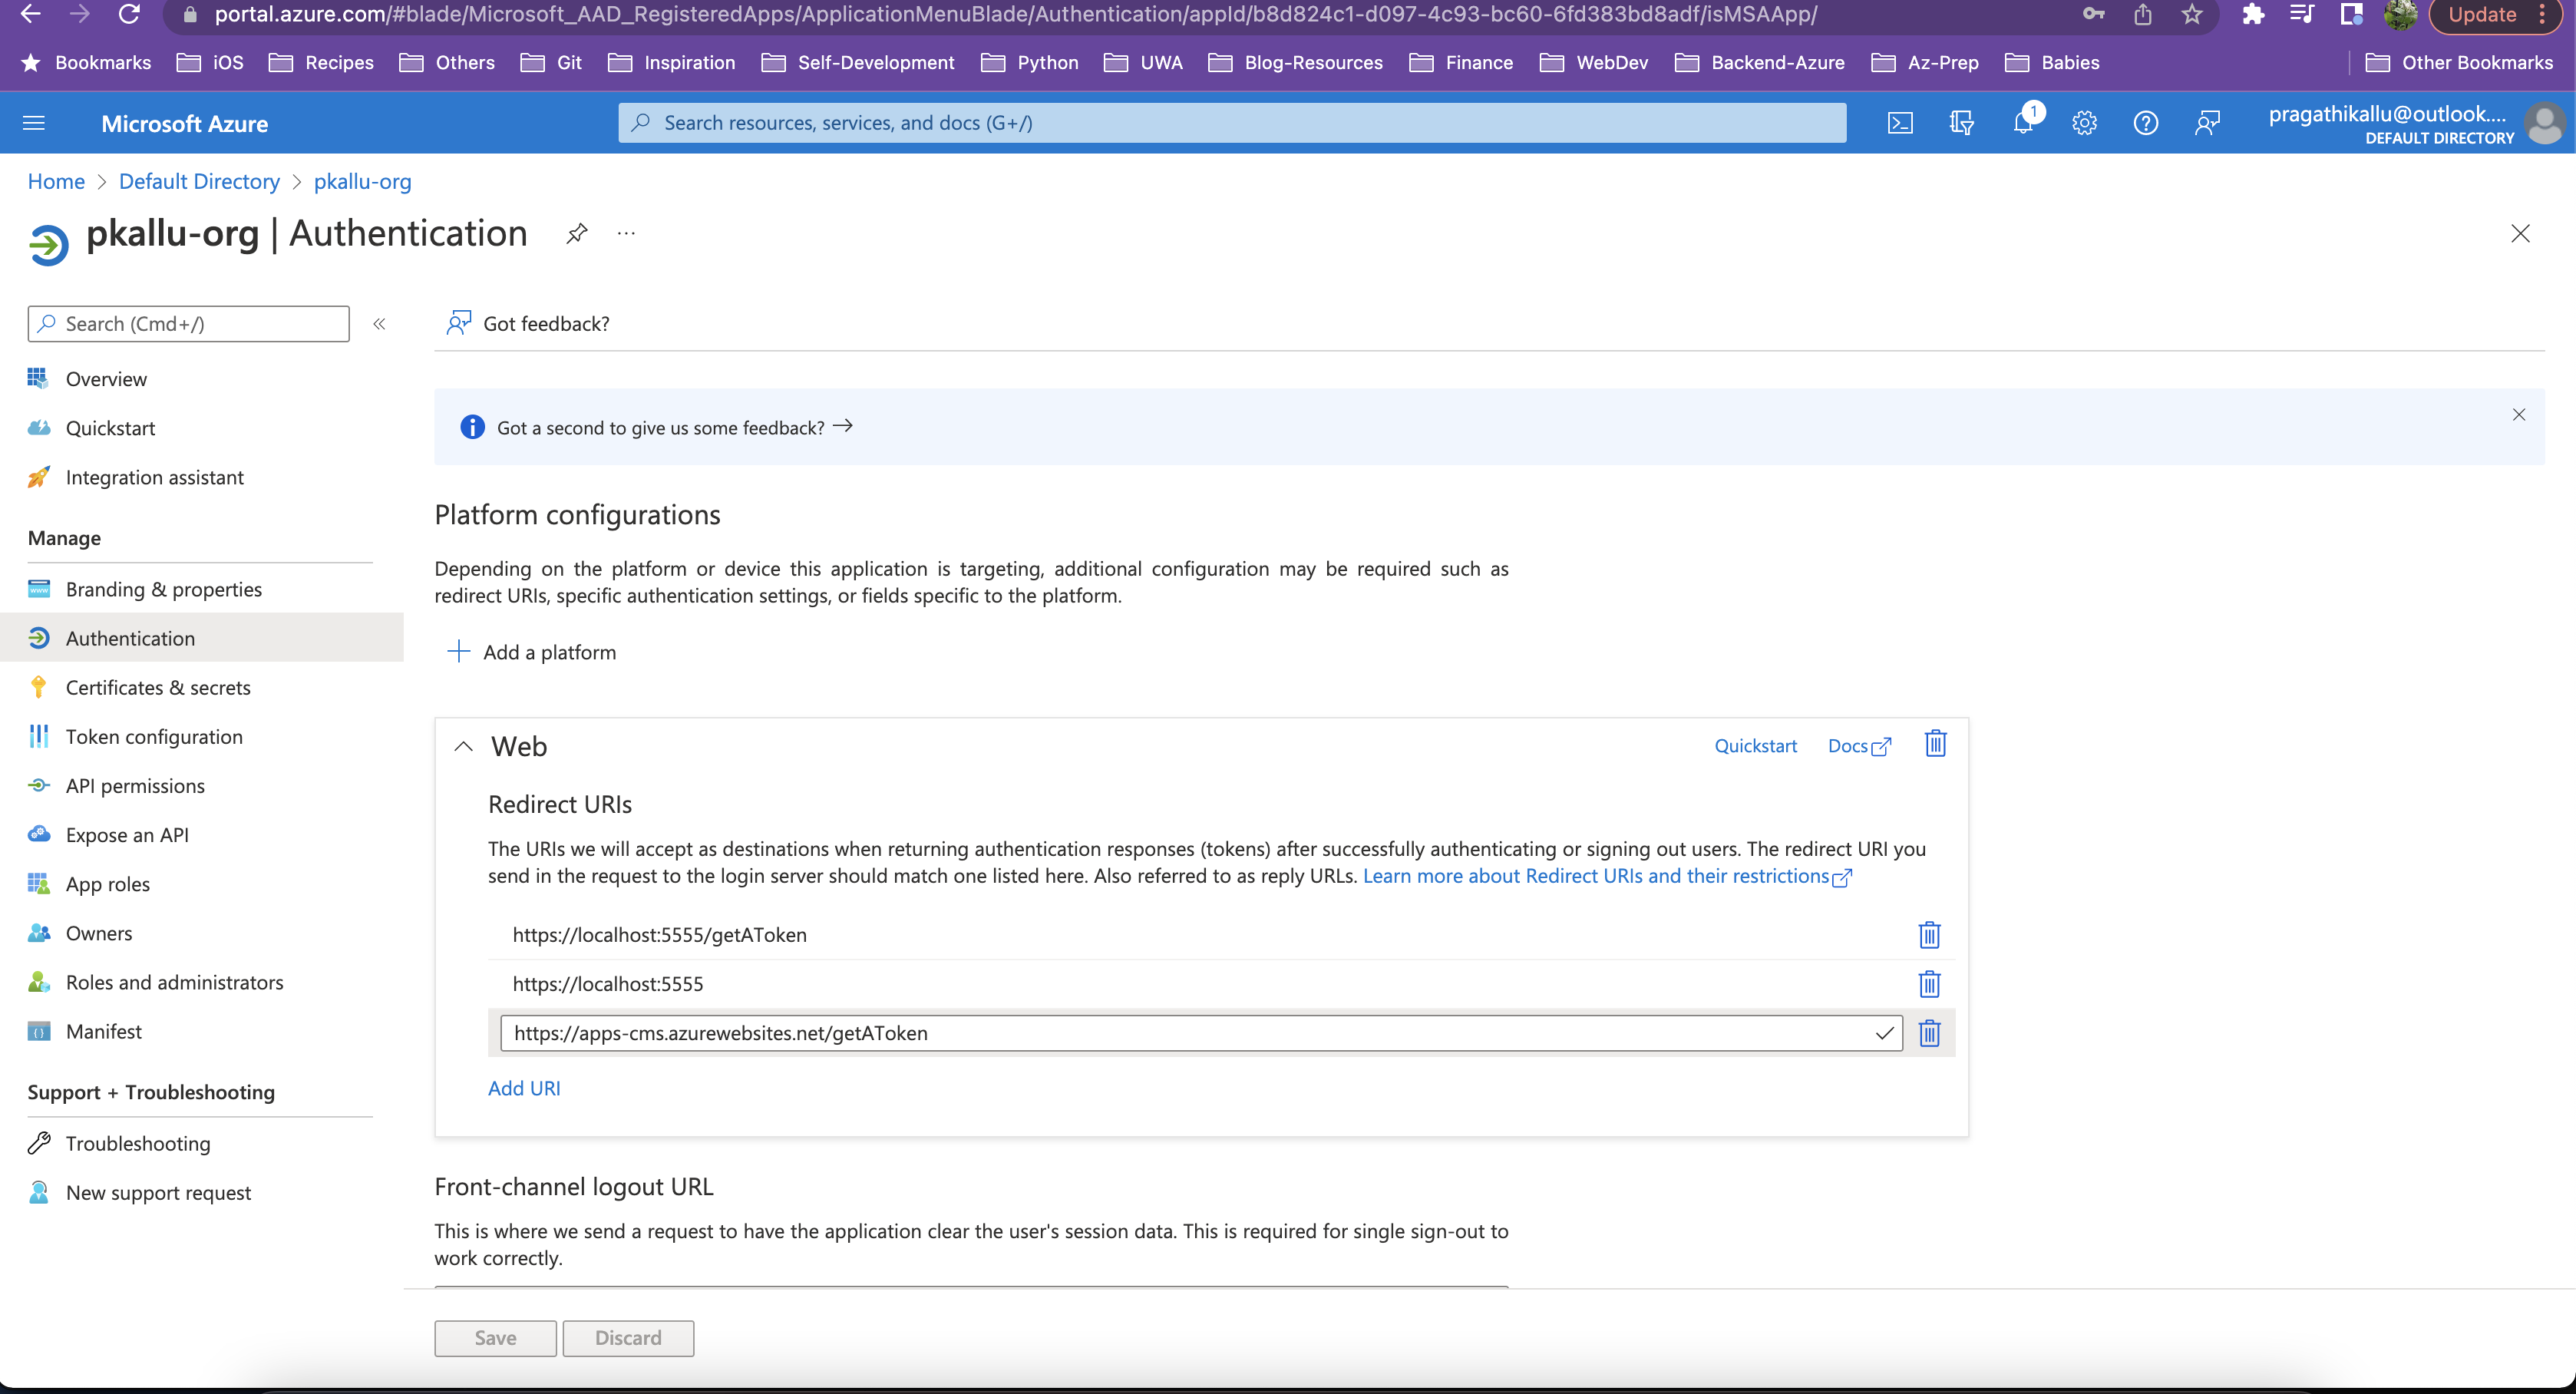 portal.azure.com/#blade/Microsoft_AAD_RegisteredApps/ApplicationMenuBlade/Authentication/appId/b8d824c1-d097-4c93-bc60-6fd383bd8adf/isMSAApp/
Update
Bookmarks iOS Recipes Others Git Inspiration Self-Development Python UWA Blog-Resources Finance WebDev Backend-Azure Az-Prep Babies Other Bookmarks
Microsoft Azure
Search resources, services, and docs (G+/)
1
pragathikallu@outlook....
DEFAULT DIRECTORY
Home > Default Directory > pkallu-org
pkallu-org | Authentication
Search (Cmd+/)
Overview
Quickstart
Integration assistant
Manage
Branding & properties
Authentication
Certificates & secrets
Token configuration
API permissions
Expose an API
App roles
Owners
Roles and administrators
Manifest
Support + Troubleshooting
Troubleshooting
New support request
Got feedback?
Got a second to give us some feedback?
Platform configurations
Depending on the platform or device this application is targeting, additional configuration may be required such as
redirect URIs, specific authentication settings, or fields specific to the platform.
Add a platform
Web
Quickstart Docs
Redirect URIs
The URIs we will accept as destinations when returning authentication responses (tokens) after successfully authenticating or signing out users. The redirect URI you
send in the request to the login server should match one listed here. Also referred to as reply URLs. Learn more about Redirect URIs and their restrictions
https://localhost:5555/getAToken
https://localhost:5555
https://apps-cms.azurewebsites.net/getAToken
Add URI
Front-channel logout URL
This is where we send a request to have the application clear the user's session data. This is required for single sign-out to
work correctly.
Save Discard